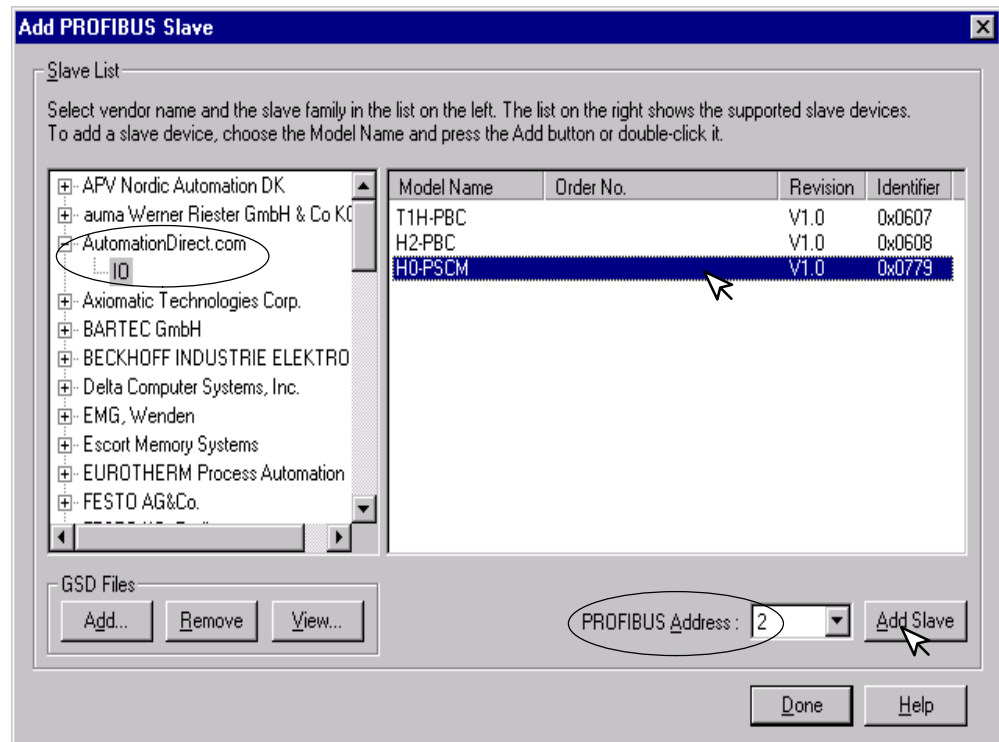 Add PROFIBUS Slave
Slave List
Select vendor name and the slave family in the list on the left. The list on the right shows the supported slave devices.
To add a slave device, choose the Model Name and press the Add button or double-click it.
APV Nordic Automation DK
auma Werner Riester GmbH & Co KG
AutomationDirect.com
IO
Axiomatic Technologies Corp.
BARTEC GmbH
BECKHOFF INDUSTRIE ELEKTRO
Delta Computer Systems, Inc.
EMG, Wenden
Escort Memory Systems
EUROTHERM Process Automation
FESTO AG&Co.
Model Name Order No. Revision Identifier
T1H-PBC V1.0 0x0607
H2-PBC V1.0 0x0608
H0-PSCM V1.0 0x0779
GSD Files
Add... Remove View...
PROFIBUS Address : 2 Add Slave
Done Help